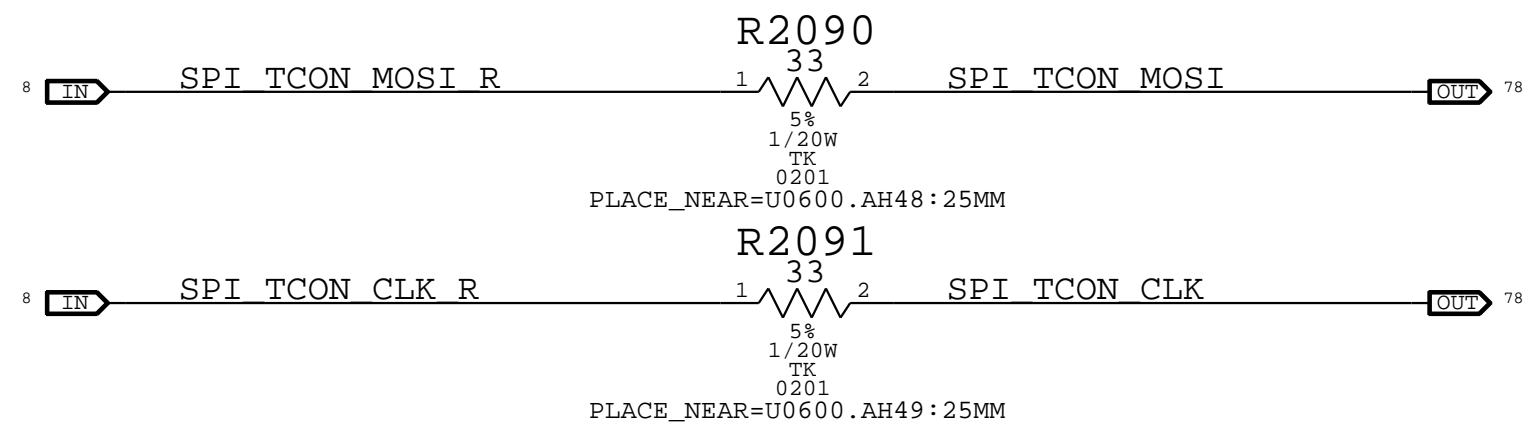 R2090
33
8 IN SPI_TCON_MOSI_R 1 2 SPI_TCON_MOSI OUT 78
5%
1/20W
TK
0201
PLACE_NEAR=U0600.AH48:25MM
R2091
33
8 IN SPI_TCON_CLK_R 1 2 SPI_TCON_CLK OUT 78
5%
1/20W
TK
0201
PLACE_NEAR=U0600.AH49:25MM